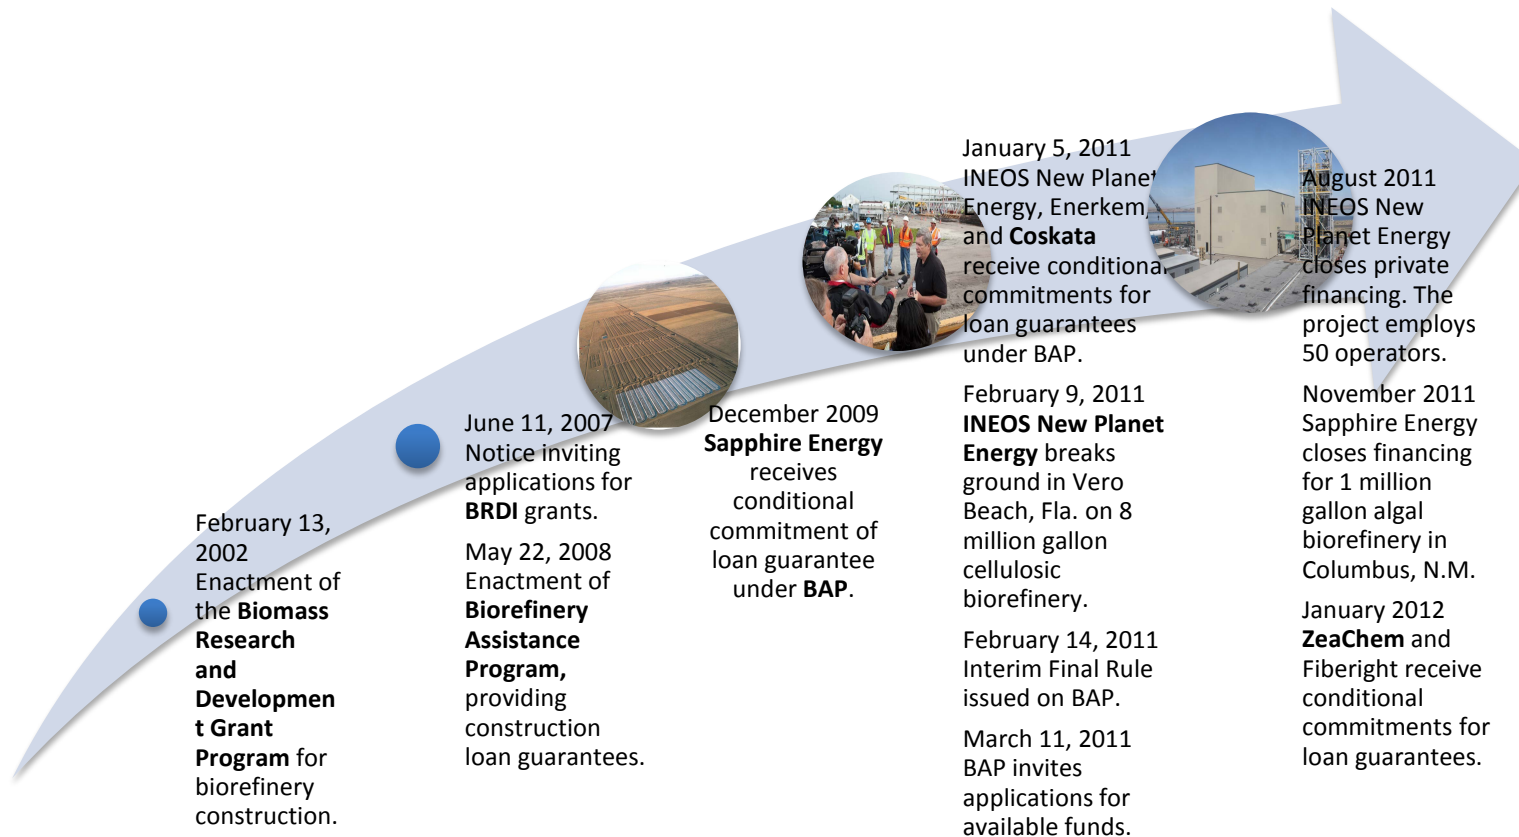 February 13,
2002
Enactment of
the Biomass
Research
and
Developmen
t Grant
Program for
biorefinery
construction.
June 11, 2007
Notice inviting
applications for
BRDI grants.
May 22, 2008
Enactment of
Biorefinery
Assistance
Program,
providing
construction
loan guarantees.
December 2009
Sapphire Energy
receives
conditional
commitment of
loan guarantee
under BAP.
January 5, 2011
INEOS New Planet
Energy, Enerkem,
and Coskata
receive conditional
commitments for
loan guarantees
under BAP.
February 9, 2011
INEOS New Planet
Energy breaks
ground in Vero
Beach, Fla. on 8
million gallon
cellulosic
biorefinery.
February 14, 2011
Interim Final Rule
issued on BAP.
March 11, 2011
BAP invites
applications for
available funds.
August 2011
INEOS New
Planet Energy
closes private
financing. The
project employs
50 operators.
November 2011
Sapphire Energy
closes financing
for 1 million
gallon algal
biorefinery in
Columbus, N.M.
January 2012
ZeaChem and
Fiberight receive
conditional
commitments for
loan guarantees.